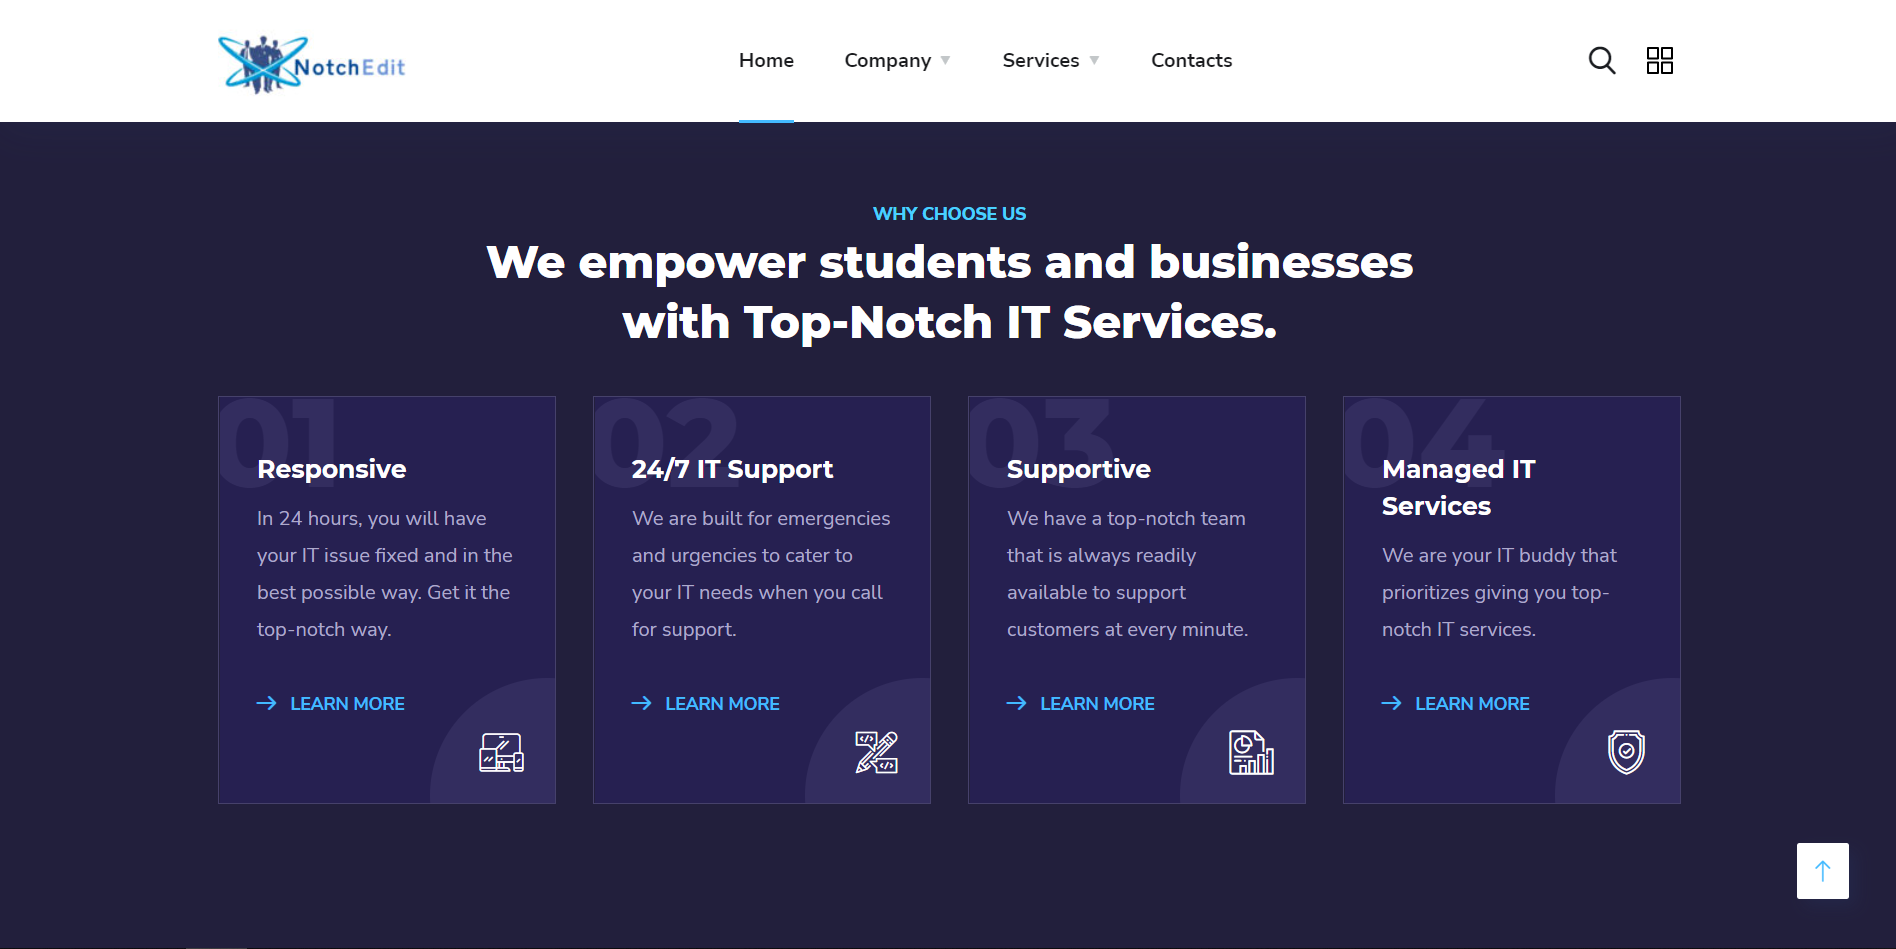 NotchEdit
Home
Company
Services
Contacts
WHY CHOOSE US
We empower students and businesses
with Top-Notch IT Services.
01
Responsive
In 24 hours, you will have
your IT issue fixed and in the
best possible way. Get it the
top-notch way.
LEARN MORE
02
24/7 IT Support
We are built for emergencies
and urgencies to cater to
your IT needs when you call
for support.
LEARN MORE
03
Supportive
We have a top-notch team
that is always readily
available to support
customers at every minute.
LEARN MORE
04
Managed IT
Services
We are your IT buddy that
prioritizes giving you top-
notch IT services.
LEARN MORE